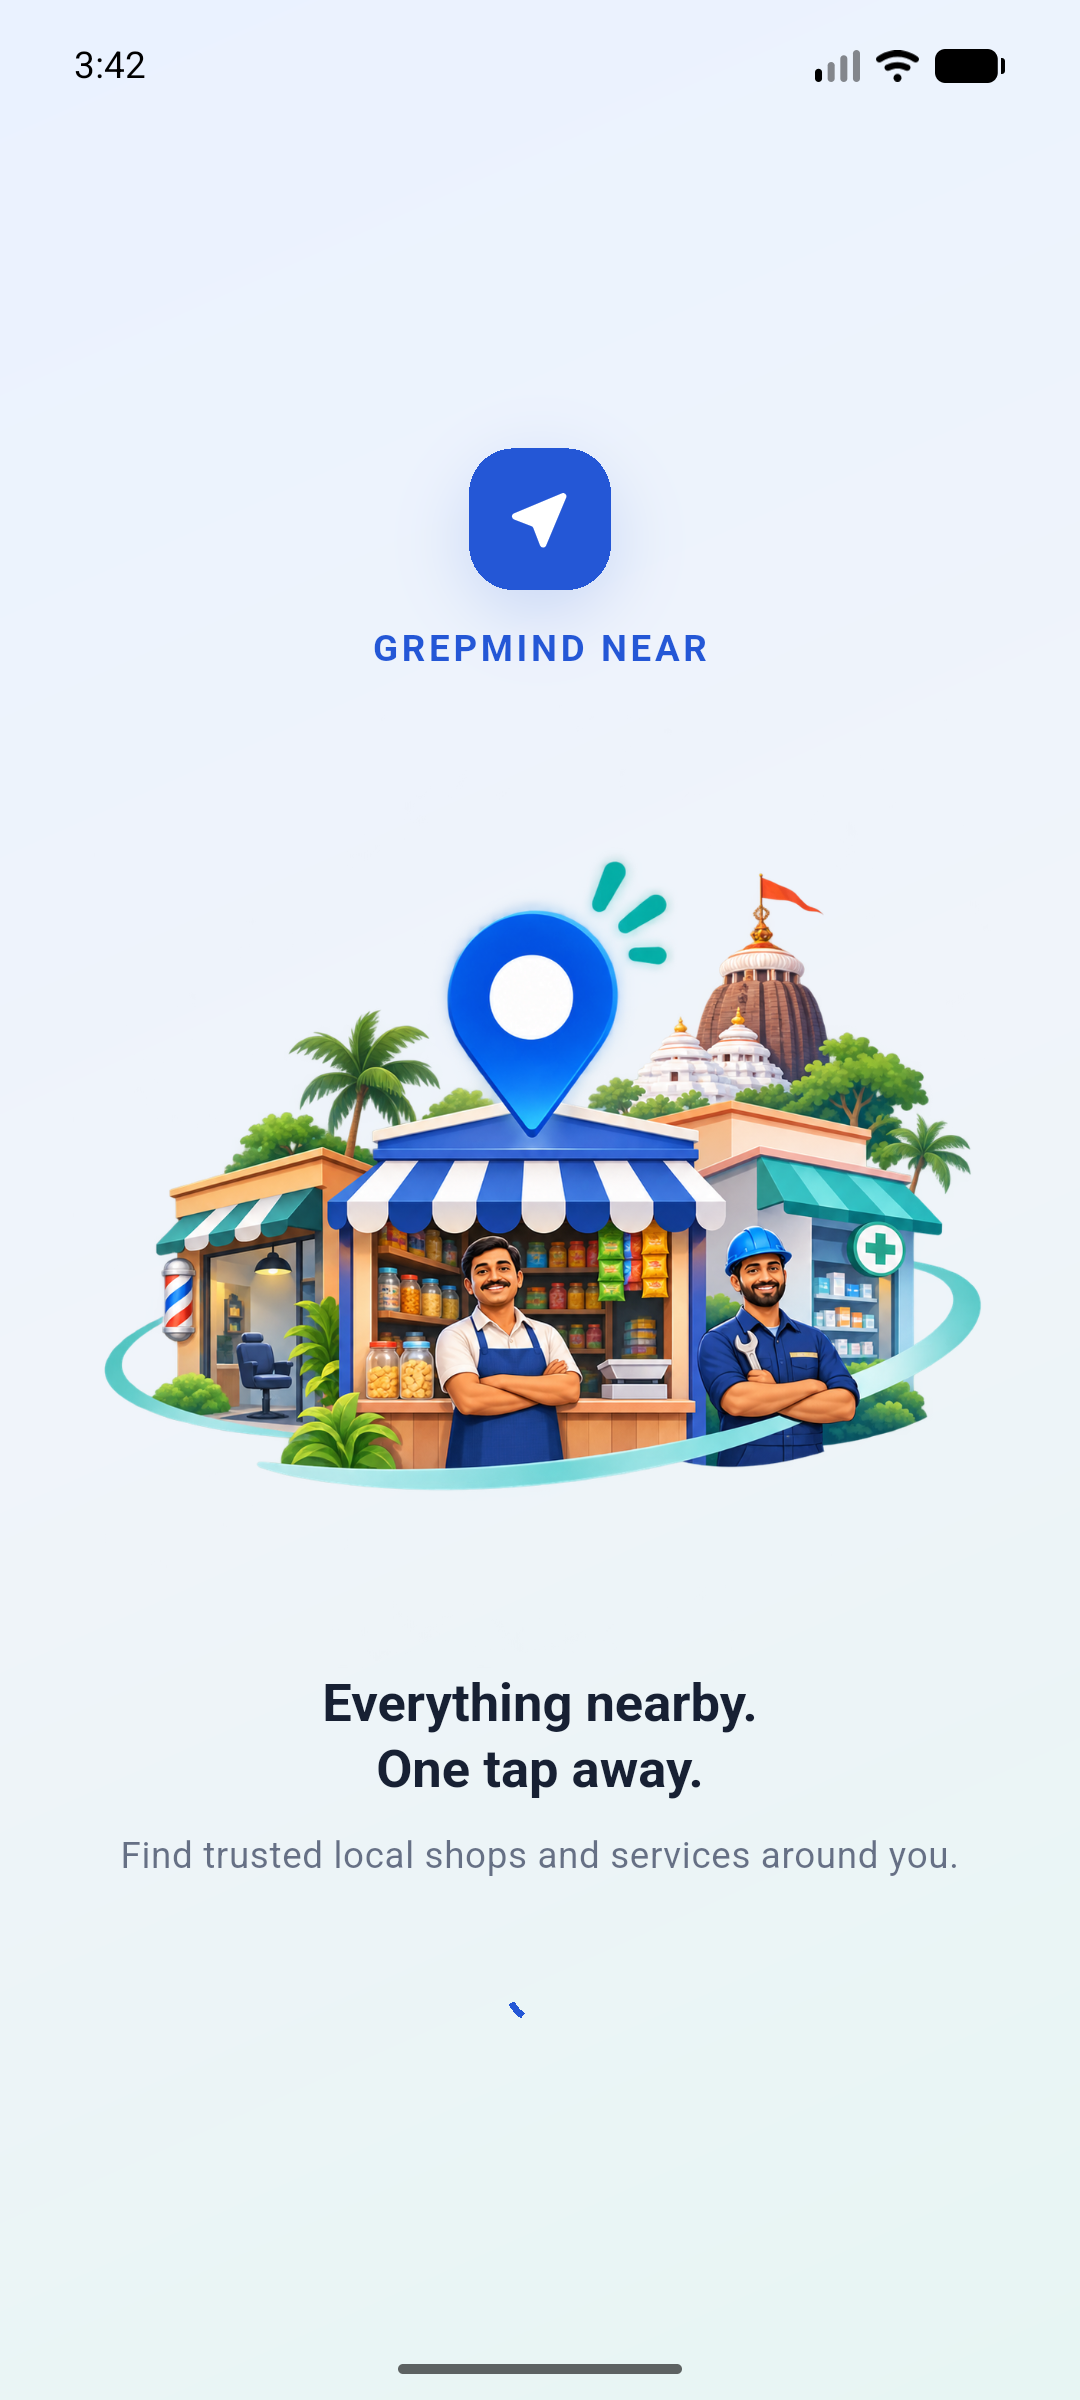 3:42
GREPMIND NEAR
Everything nearby.
One tap away.
Find trusted local shops and services around you.